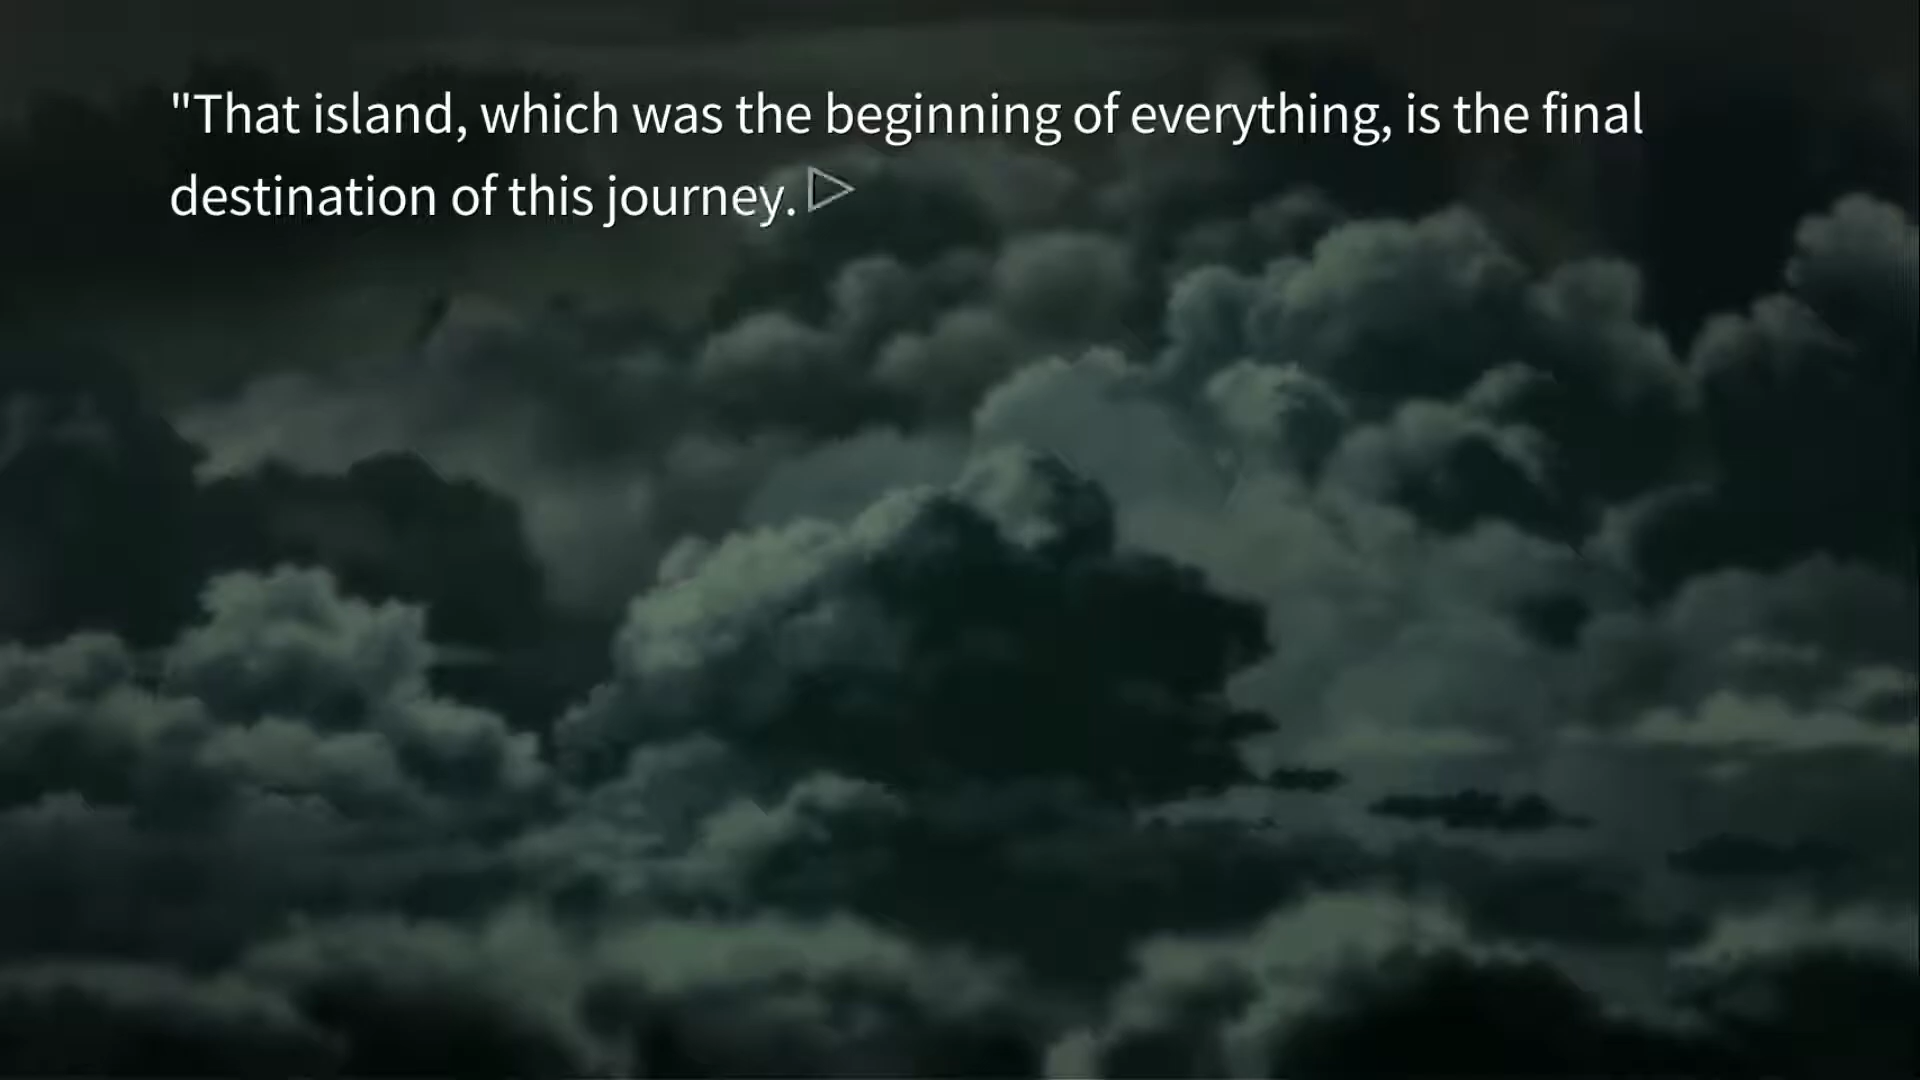 "That island, which was the beginning of everything, is the final
destination of this journey.